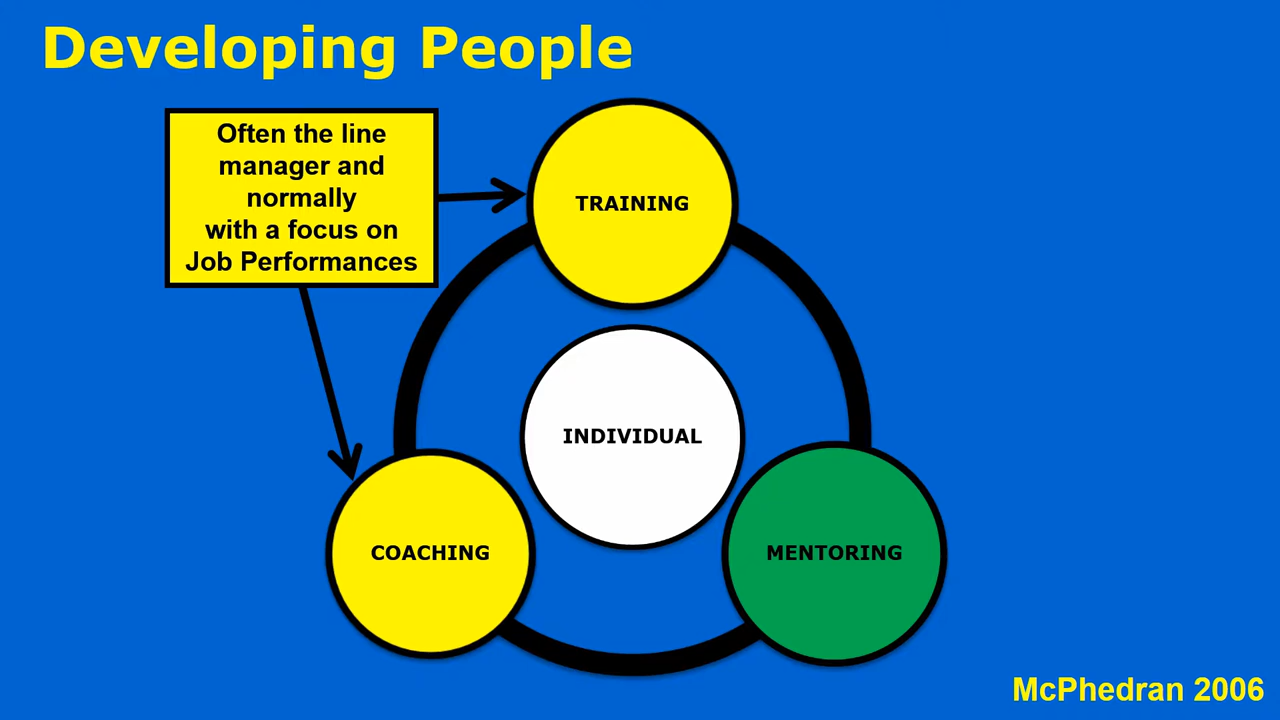 Developing People
Often the line
manager and
normally
with a focus on
Job Performances
TRAINING
INDIVIDUAL
COACHING
MENTORING
McPhedran 2006